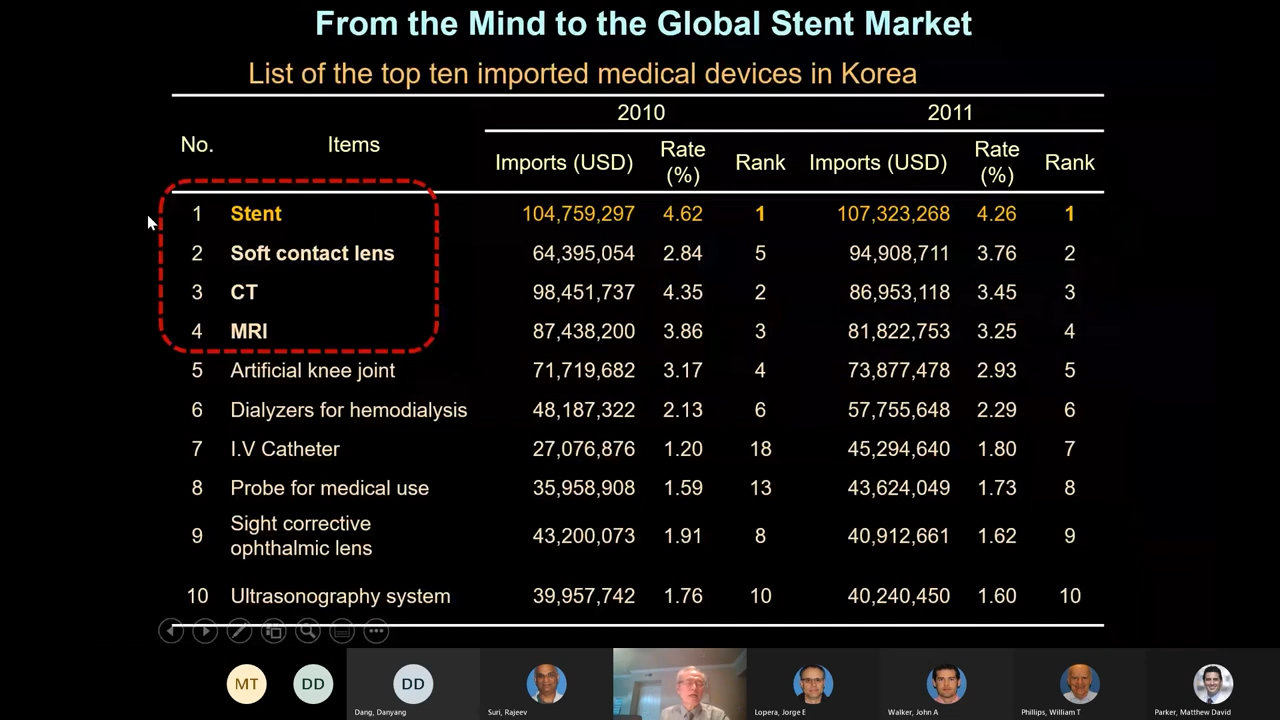 From the Mind to the Global Stent Market
List of the top ten imported medical devices in Korea
2010 2011
No. Items Imports (USD) Rate (%) Rank Imports (USD) Rate (%) Rank
1 Stent 104,759,297 4.62 1 107,323,268 4.26 1
2 Soft contact lens 64,395,054 2.84 5 94,908,711 3.76 2
3 CT 98,451,737 4.35 2 86,953,118 3.45 3
4 MRI 87,438,200 3.86 3 81,822,753 3.25 4
5 Artificial knee joint 71,719,682 3.17 4 73,877,478 2.93 5
6 Dialyzers for hemodialysis 48,187,322 2.13 6 57,755,648 2.29 6
7 I.V Catheter 27,076,876 1.20 18 45,294,640 1.80 7
8 Probe for medical use 35,958,908 1.59 13 43,624,049 1.73 8
9 Sight corrective ophthalmic lens 43,200,073 1.91 8 40,912,661 1.62 9
10 Ultrasonography system 39,957,742 1.76 10 40,240,450 1.60 10
MT DD DD
Dang, Danyang Suri, Rajeev Lopera, Jorge E Walker, John A Phillips, William T Parker, Matthew David